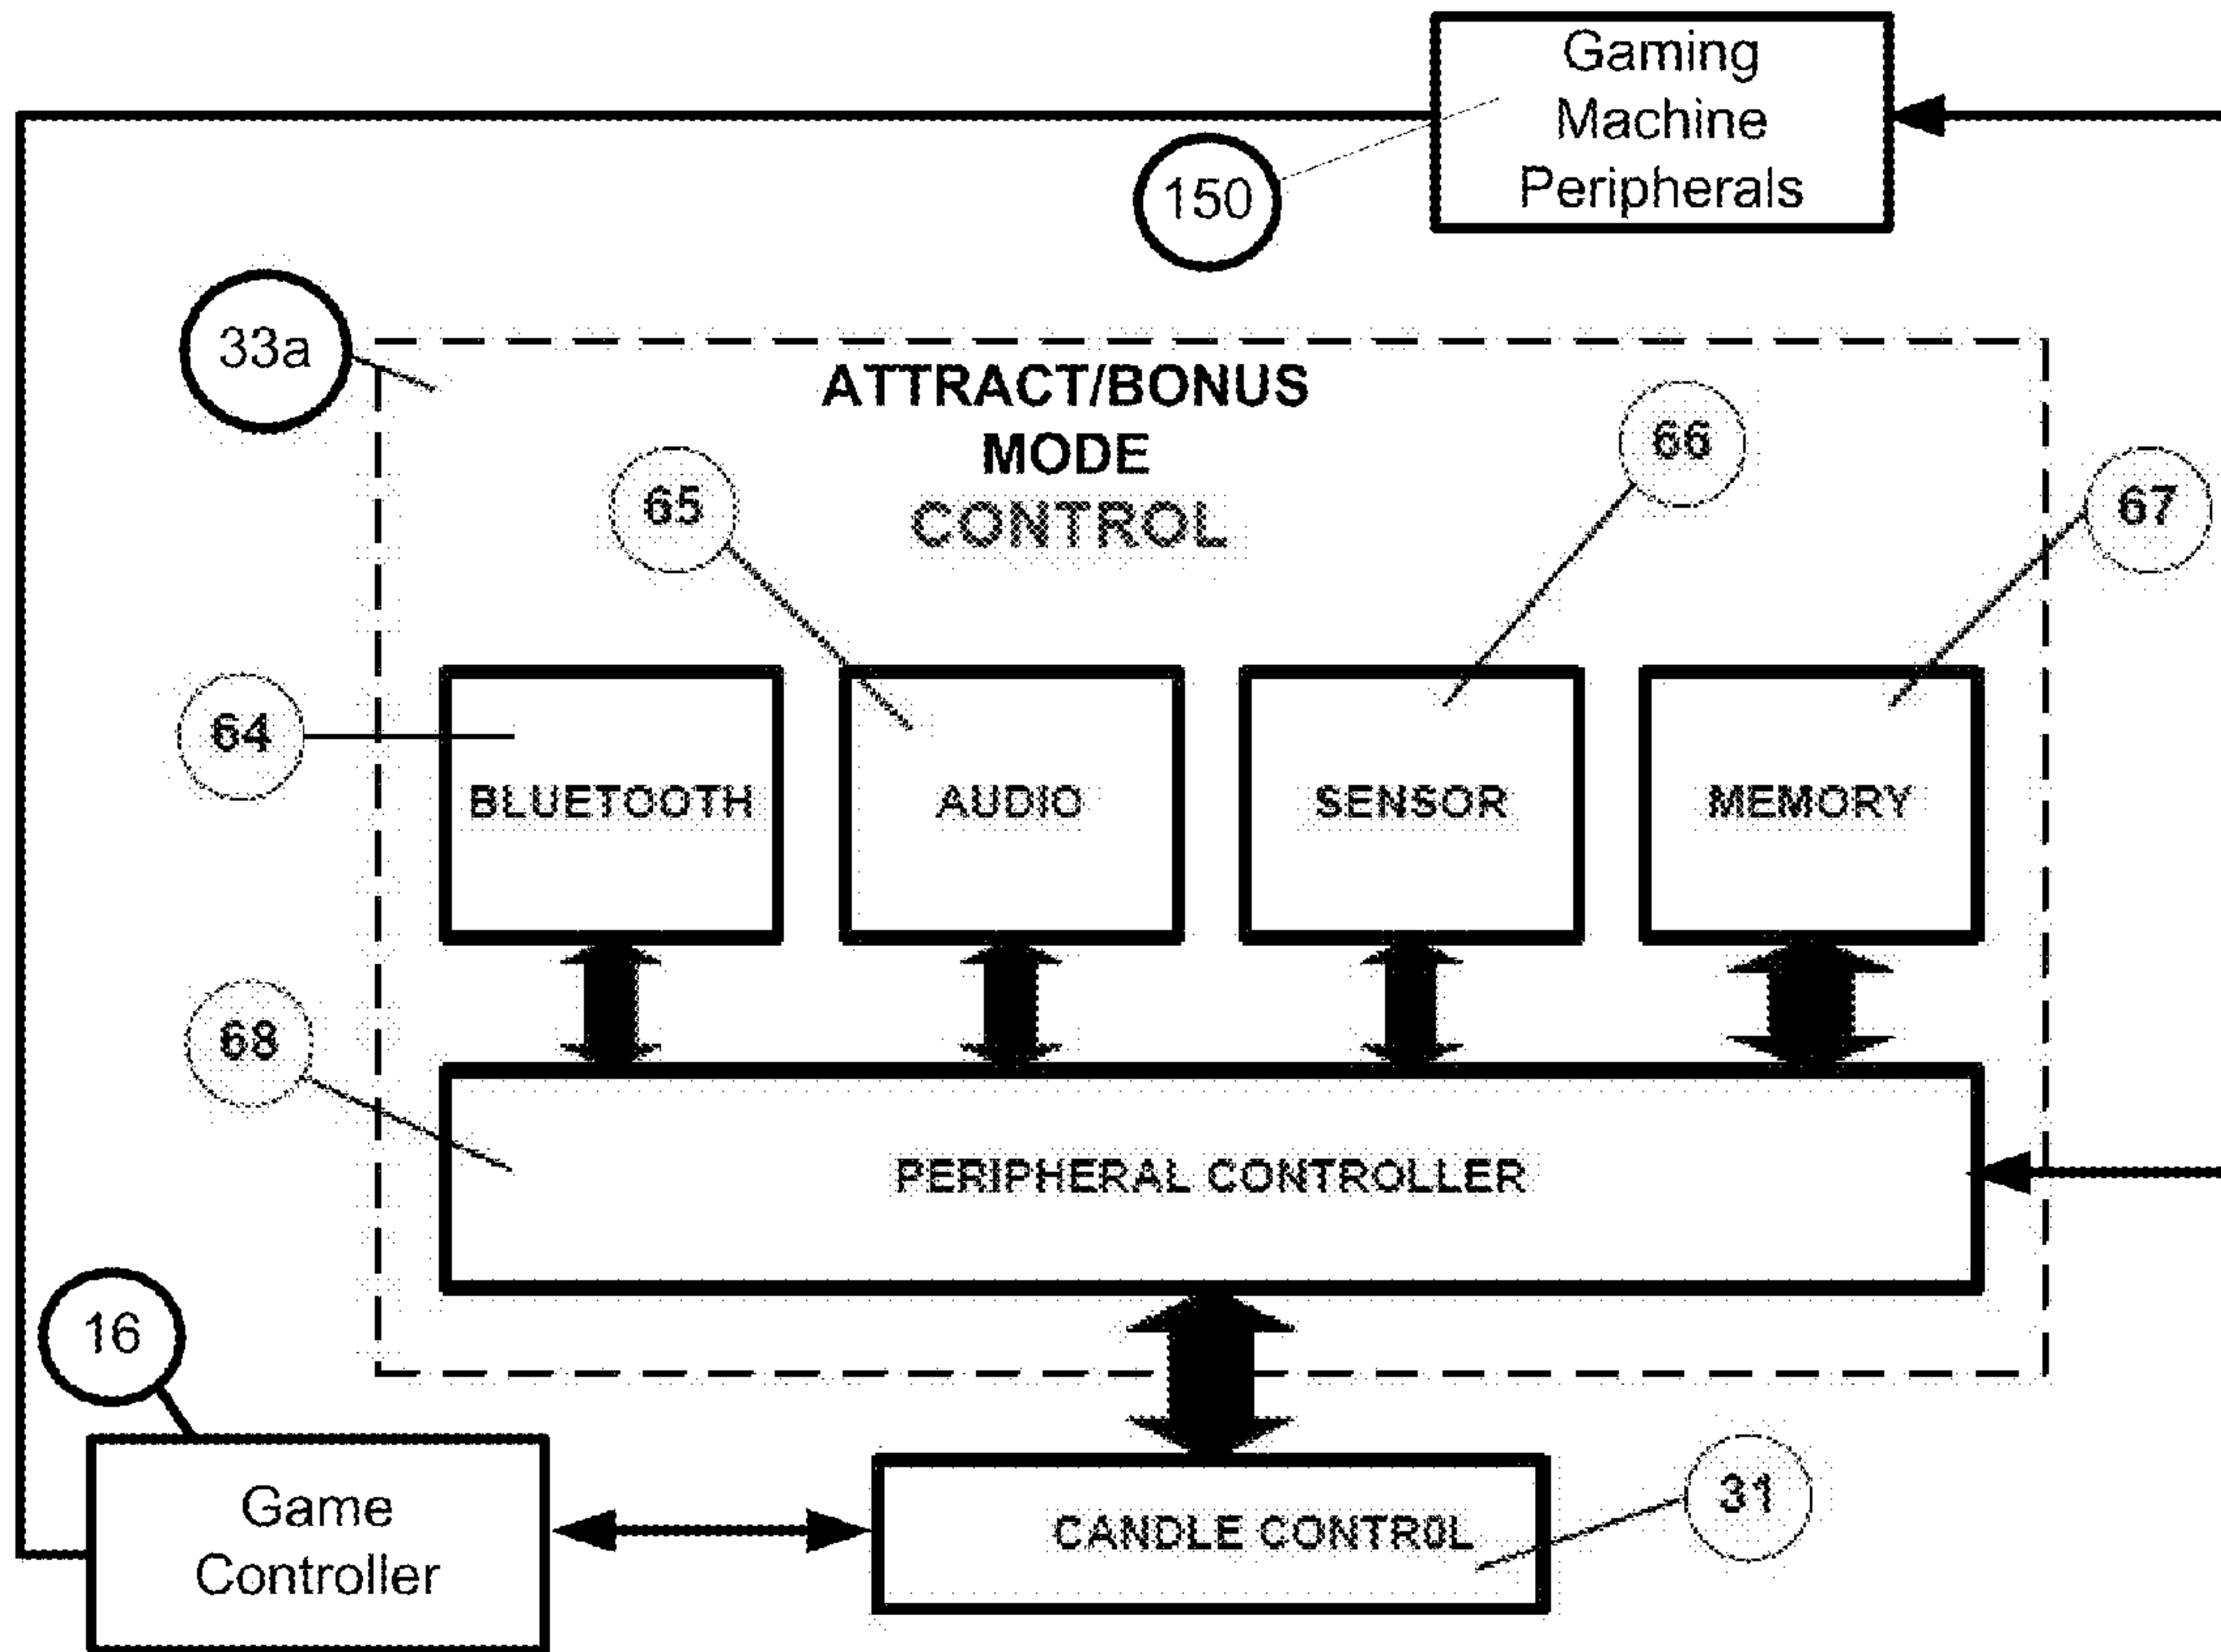 Gaming
Machine
Peripherals
150
33a
ATTRACT/BONUS
MODE
CONTROL
65
66
67
64
BLUETOOTH
AUDIO
SENSOR
MEMORY
68
PERIPHERAL CONTROLLER
16
Game
Controller
CANDLE CONTR0L
31